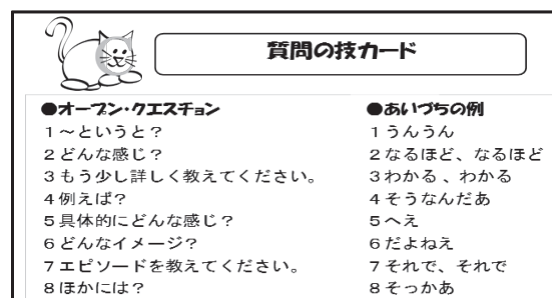 質問の技カード
●オープン・クエスチョン
1～というと？
2どんな感じ？
3もう少し詳しく教えてください。
4例えば？
5具体的にどんな感じ？
6どんなイメージ？
7エピソードを教えてください。
8ほかには？
●あいづちの例
1うんうん
2なるほど、なるほど
3わかる、わかる
4そうなんだあ
5へえ
6だよねえ
7それで、それで
8そっかあ